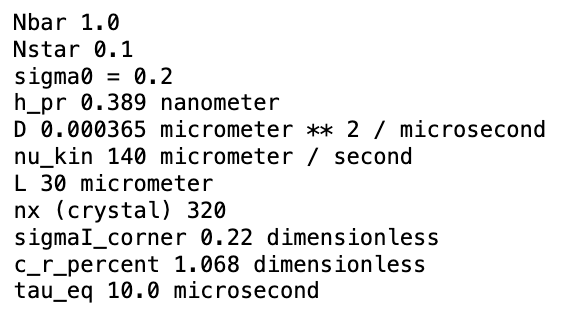 Nbar 1.0
Nstar 0.1
sigma0 = 0.2
h_pr 0.389 nanometer
D 0.000365 micrometer ** 2 / microsecond
nu_kin 140 micrometer / second
L 30 micrometer
nx (crystal) 320
sigmaI_corner 0.22 dimensionless
c_r_percent 1.068 dimensionless
tau_eq 10.0 microsecond